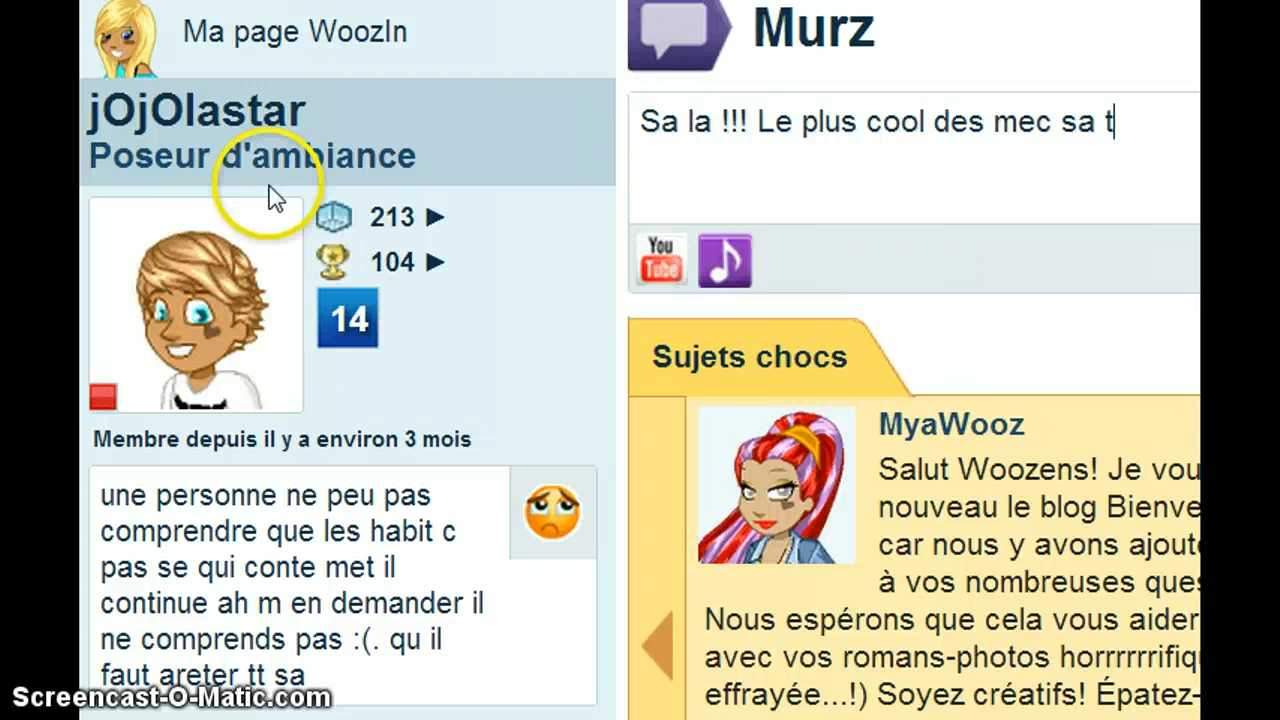 Ma page WoozIn
jOjOlastar
Poseur d'ambiance
213
104
14
Membre depuis il y a environ 3 mois
une personne ne peu pas
comprendre que les habit c
pas se qui conte met il
continue ah m en demander il
ne comprends pas :(. qu il
faut areter tt sa
Murz
Sa la !!! Le plus cool des mec sa t
You
Tube
Sujets chocs
MyaWooz
Salut Woozens! Je vou
nouveau le blog Bienve
car nous y avons ajout
à vos nombreuses ques
Nous espérons que cela vous aider
avec vos romans-photos horrrrrrifiq
effrayée...!) Soyez créatifs! Épatez-
Screencast-O-Matic.com